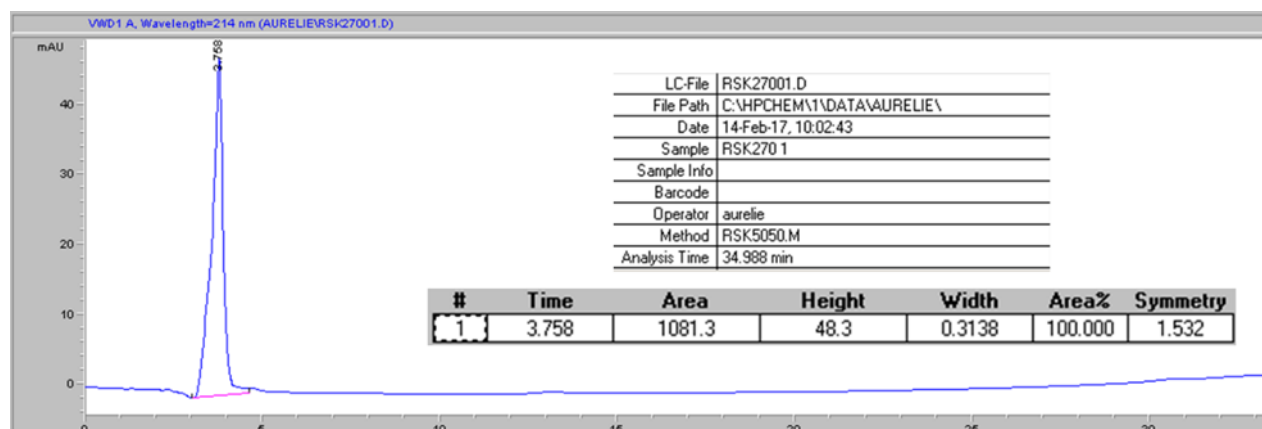 VWD1 A, Wavelength=214 nm (AURELIE\RSK27001.D)
mAU
3.758
40
30
20
10
0
LC-File RSK27001.D
File Path C:\HPCHEM\1\DATA\AURELIE\
Date 14-Feb-17, 10:02:43
Sample RSK270 1
Sample Info
Barcode
Operator aurelie
Method RSK5050.M
Analysis Time 34.988 min
# Time Area Height Width Area% Symmetry
1 3.758 1081.3 48.3 0.3138 100.000 1.532